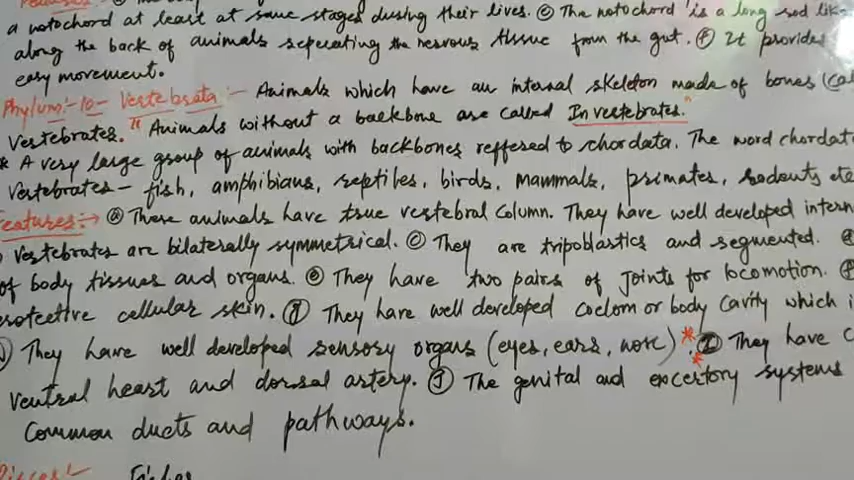 a notochord at least at some stages during their lives. ⓒ The notochord is a long rod like
along the back of animals seperating the nervous tissue from the gut. It provides
easy movement.
Phylum:- 10- Vertebrata :- Animals which have an internal skeleton made of bones (ca
Vertebrates. "Animals without a backbone are called Invertebrates."
* A very large group of animals with backbones reffered to chordata. The word chordat
Vertebrates - fish, amphibians, reptiles, birds, mammals, primates, rodents etc
Features:→ ⓐ These animals have true vertebral column. They have well developed intern
Vertebrates are bilaterally symmetrical. ⓒ They are tripoblastics and segmented.
of body tissues and organs. ⓔ They have two pairs of Joints for locomotion.
protective cellular skin. They have well developed coelom or body cavity which i
They have well developed sensory organs (eyes, ears, nose). * They have c
ventral heart and dorsal artery. Ⓙ The genital and excertory systems
Common ducts and pathways.
Pisces:- Fishes